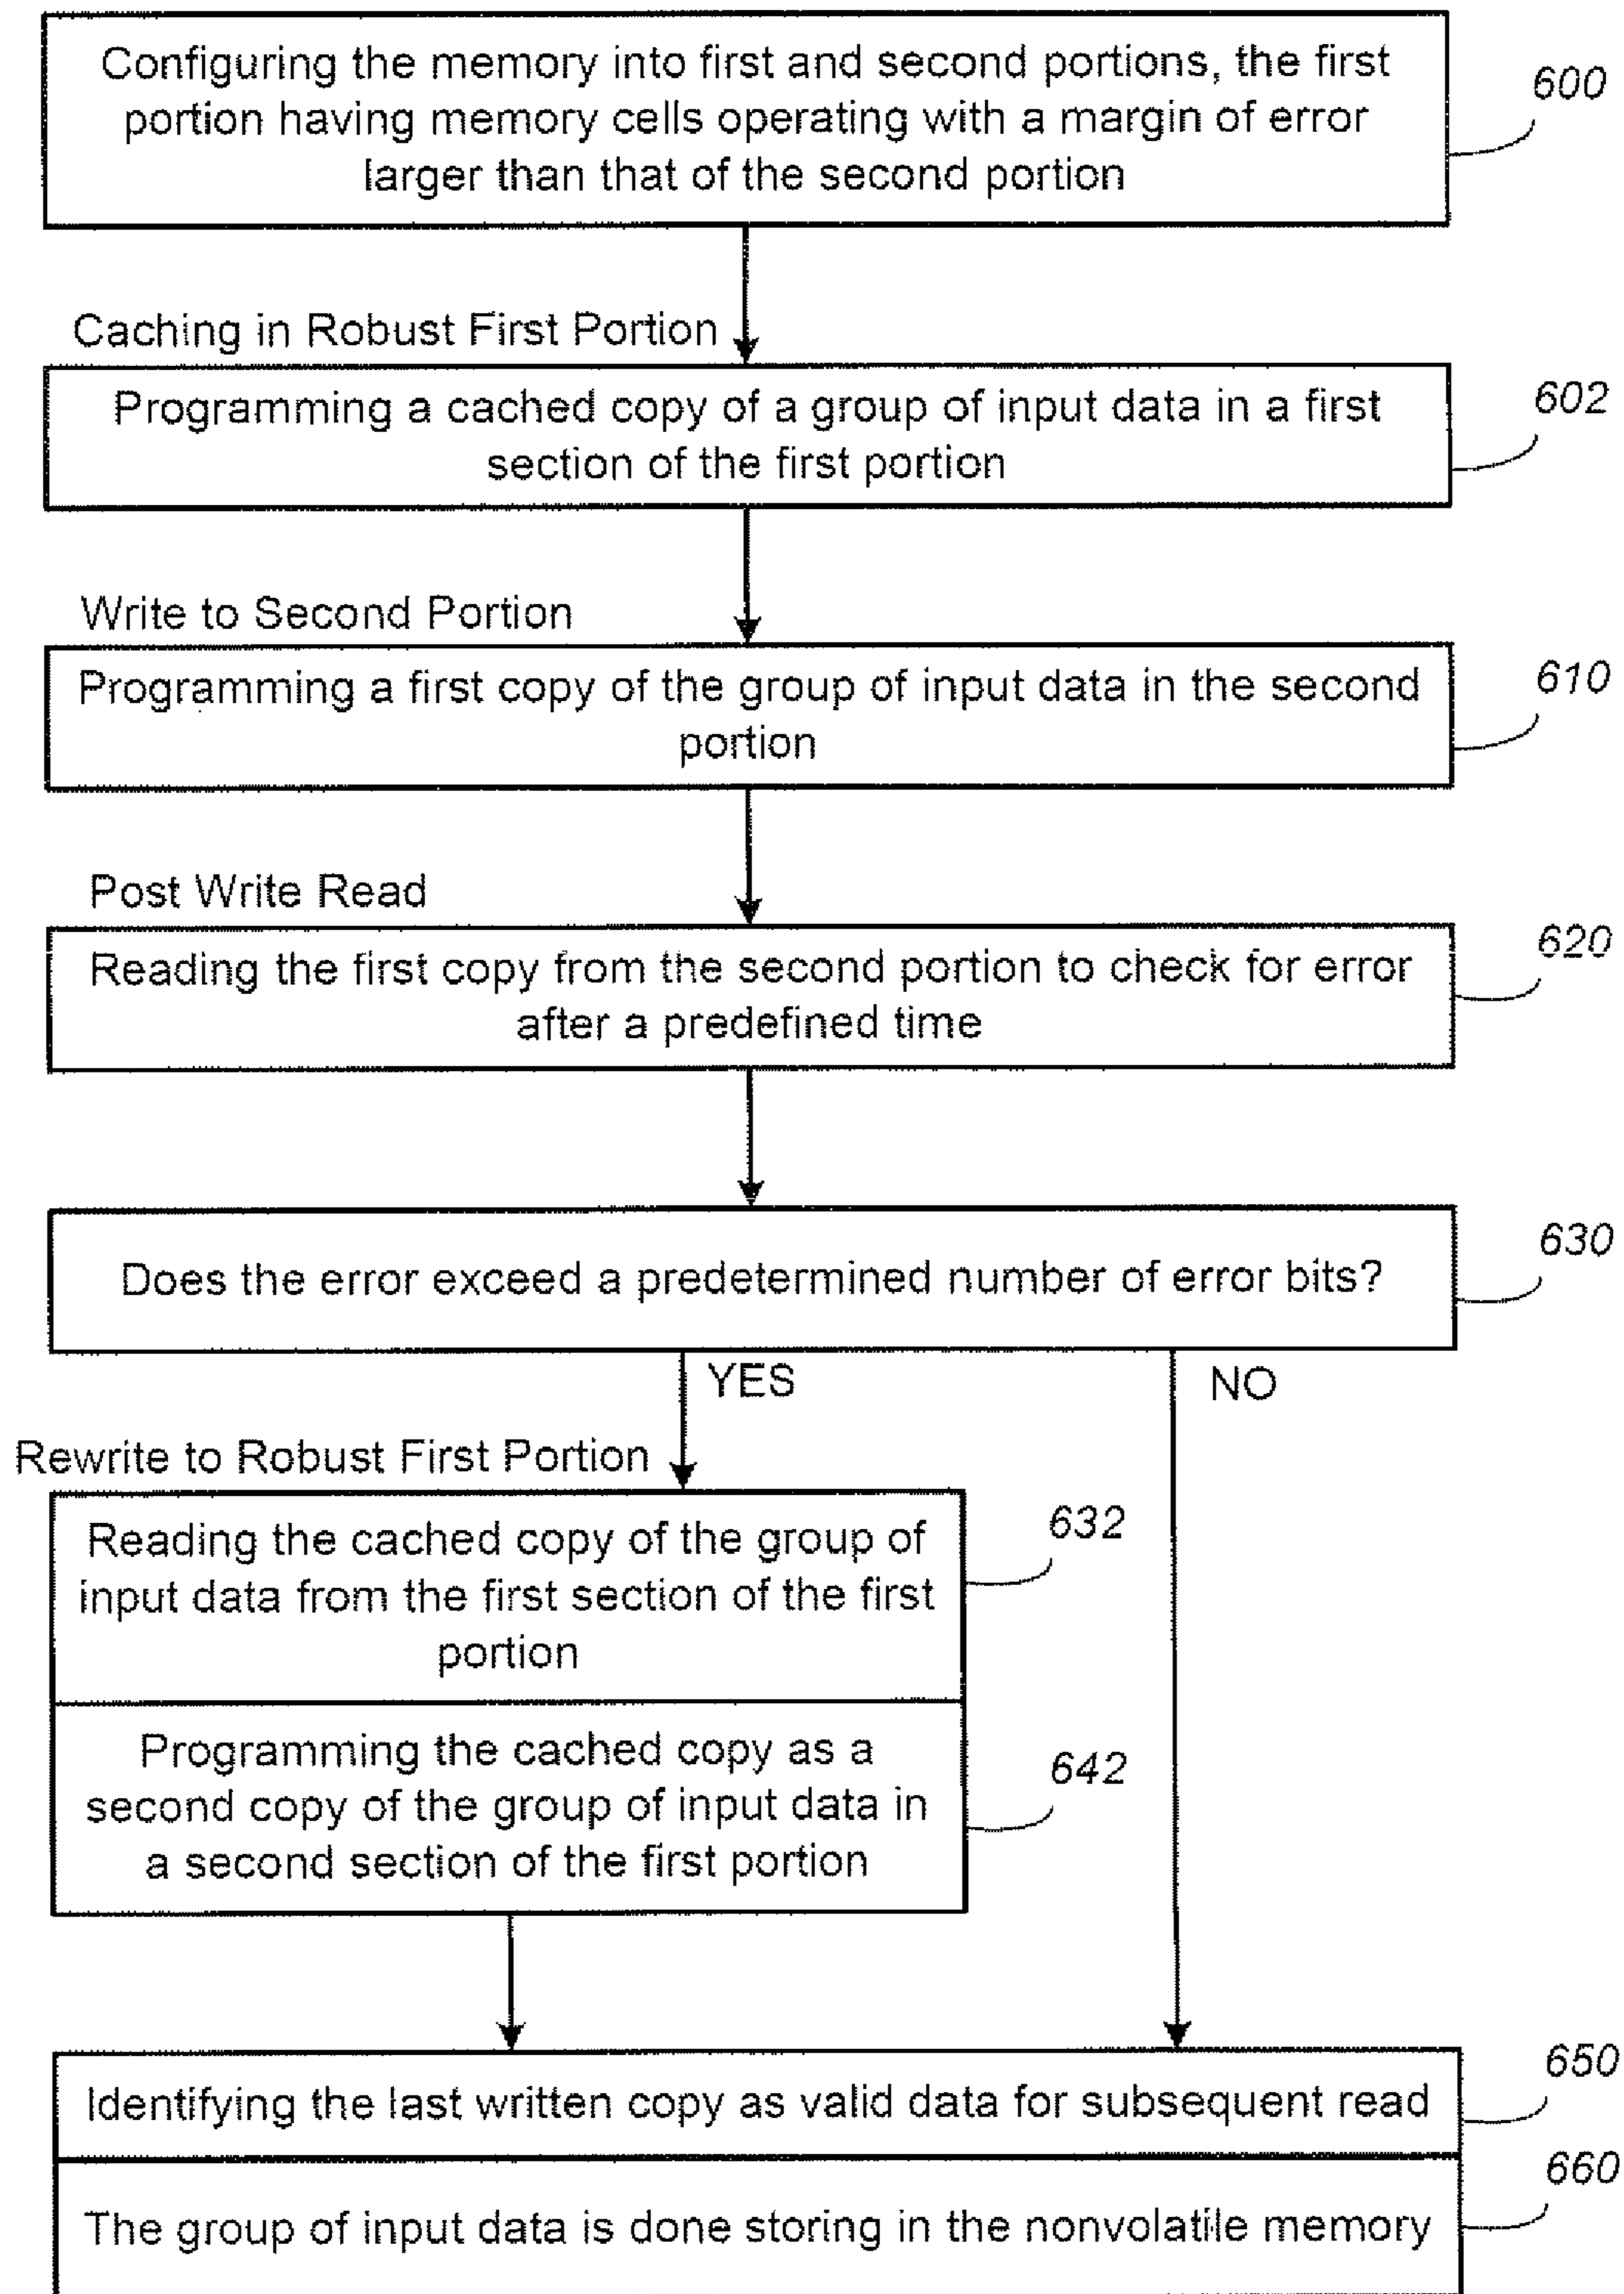 Configuring the memory into first and second portions, the first
portion having memory cells operating with a margin of error
larger than that of the second portion
600
Caching in Robust First Portion
Programming a cached copy of a group of input data in a first
section of the first portion
602
Write to Second Portion
Programming a first copy of the group of input data in the second
portion
610
Post Write Read
Reading the first copy from the second portion to check for error
after a predefined time
620
Does the error exceed a predetermined number of error bits?
630
YES
NO
Rewrite to Robust First Portion
Reading the cached copy of the group of
input data from the first section of the first
portion
632
Programming the cached copy as a
second copy of the group of input data in
a second section of the first portion
642
Identifying the last written copy as valid data for subsequent read
650
The group of input data is done storing in the nonvolatile memory
660